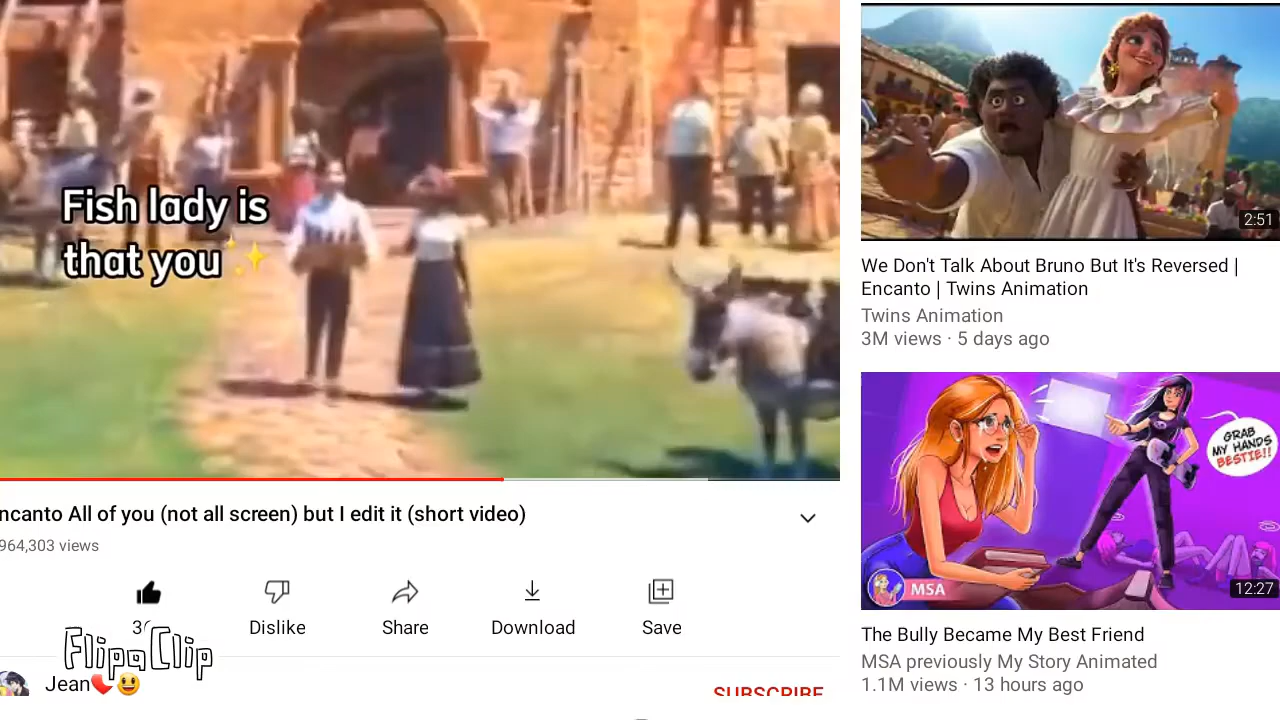 Fish lady is
that you ✨
ncanto All of you (not all screen) but I edit it (short video)
964,303 views
Dislike
Share
Download
Save
FlipaClip
Jean❤️😃
SUBSCRIBE
2:51
We Don't Talk About Bruno But It's Reversed |
Encanto | Twins Animation
Twins Animation
3M views · 5 days ago
GRAB
MY HANDS
BESTIE!!
MSA
12:27
The Bully Became My Best Friend
MSA previously My Story Animated
1.1M views · 13 hours ago